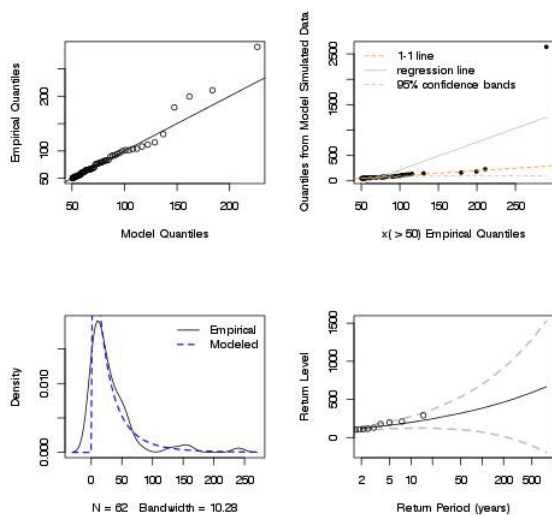 Empirical Quantiles
50
100
200
50
100
150
200
Model Quantiles
Quantiles from Model Simulated Data
0
500
1500
2500
1-1 line
regression line
95% confidence bands
50
100
150
200
250
x( > 50) Empirical Quantiles
Density
0.000
0.010
Empirical
Modeled
0
50
100
150
200
250
N = 62 Bandwidth = 10.28
Return Level
0
500
1000
1500
2
5
10
50
200
500
Return Period (years)